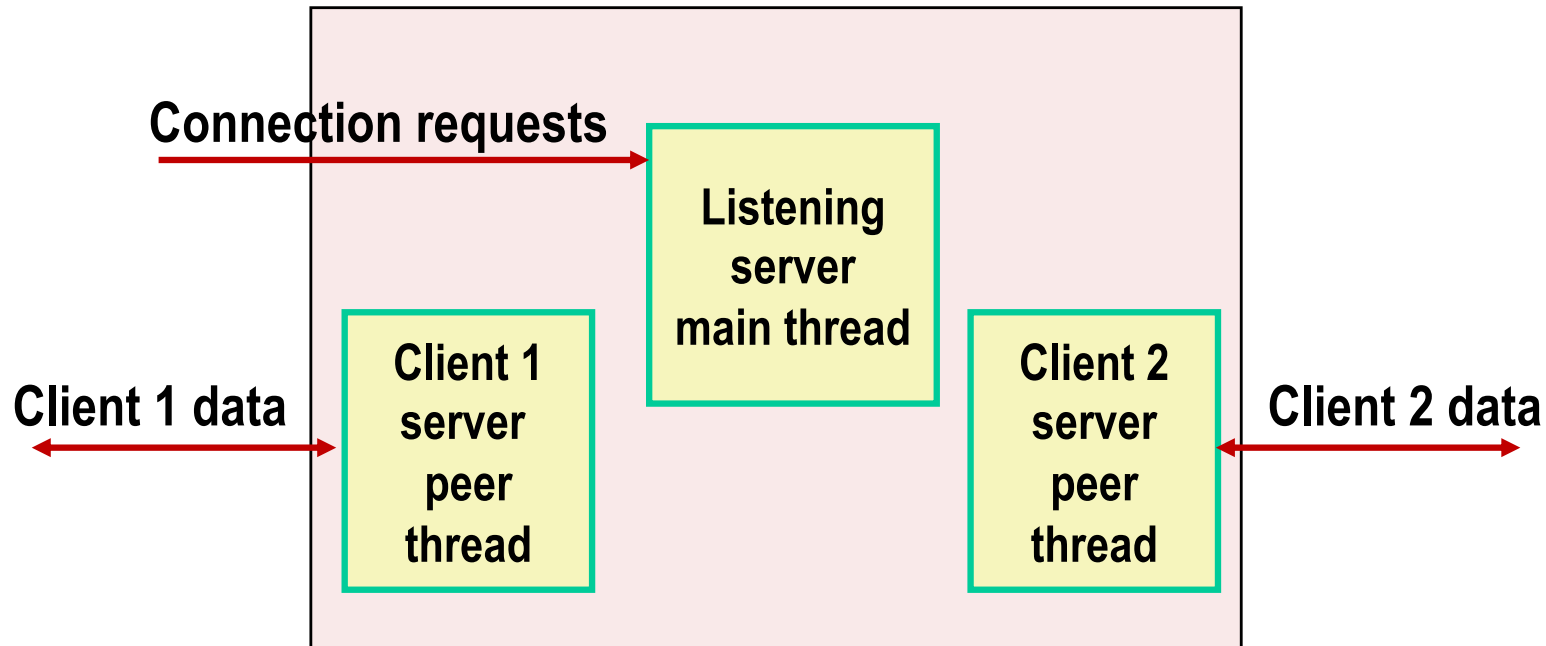 Connection requests
Listening
server
main thread
Client 1 data
Client 1
server
peer
thread
Client 2
server
peer
thread
Client 2 data